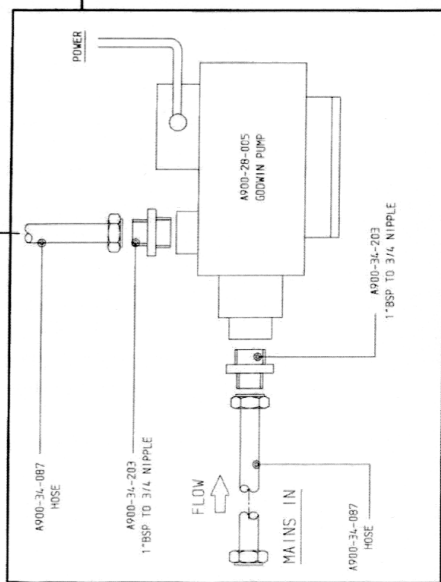 POWER
A900-28-005
GODWIN PUMP
A900-34-087
HOSE
A900-34-203
1"BSP TO 3/4 NIPPLE
A900-34-203
1"BSP TO 3/4 NIPPLE
FLOW
MAINS IN
A900-34-087
HOSE